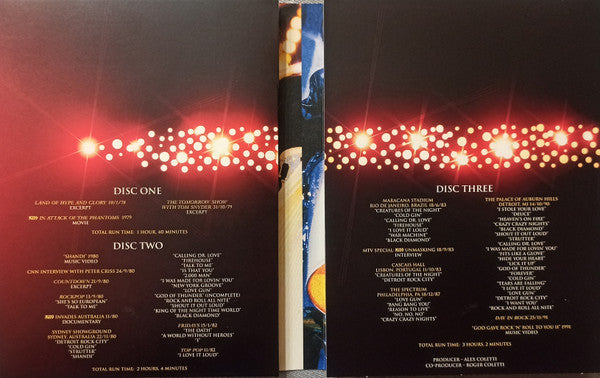 DISC ONE
LAND OF HYPE AND GLORY 10/1/78
EXCERPT
KISS IN ATTACK OF THE PHANTOMS 1979
MOVIE
"THE TOMORROW SHOW"
WITH TOM SNYDER 31/10/79
EXCERPT
TOTAL RUN TIME: 1 HOUR, 40 MINUTES
DISC TWO
"SHANDI" 1980
MUSIC VIDEO
CNN INTERVIEW WITH PETER CRISS 24/9/80
COUNTDOWN 21/9/80
EXCERPT
ROCKPOP 13/9/80
"SHE'S SO EUROPEAN"
"TALK TO ME"
KISS INVADES AUSTRALIA 11/80
DOCUMENTARY
SYDNEY SHOWGROUND
SYDNEY, AUSTRALIA 22/11/80
"DETROIT ROCK CITY"
"COLD GIN"
"STRUTTER"
"SHANDI"
"CALLING DR. LOVE"
"FIREHOUSE"
"TALK TO ME"
"IS THAT YOU"
"2,000 MAN"
"I WAS MADE FOR LOVIN' YOU"
"NEW YORK GROOVE"
"LOVE GUN"
"GOD OF THUNDER" (INCOMPLETE)
"ROCK AND ROLL ALL NITE"
"SHOUT IT OUT LOUD"
"KING OF THE NIGHT TIME WORLD"
"BLACK DIAMOND"
FRIDAYS 15/1/82
"THE OATH"
"A WORLD WITHOUT HEROES"
"I"
TOP POP 11/82
"I LOVE IT LOUD"
TOTAL RUN TIME: 2 HOURS, 4 MINUTES
DISC THREE
MARACANA STADIUM
RIO DE JANEIRO, BRAZIL 18/6/83
"CREATURES OF THE NIGHT"
"COLD GIN"
"CALLING DR. LOVE"
"FIREHOUSE"
"I LOVE IT LOUD"
"WAR MACHINE"
"BLACK DIAMOND"
MTV SPECIAL: KISS UNMASKING 18/9/83
INTERVIEW
CASCAIS HALL
LISBON, PORTUGAL 11/10/83
"CREATURES OF THE NIGHT"
"DETROIT ROCK CITY"
THE SPECTRUM
PHILADELPHIA, PA 18/12/87
"LOVE GUN"
"BANG BANG YOU"
"REASON TO LIVE"
"NO, NO, NO"
"CRAZY CRAZY NIGHTS"
THE PALACE OF AUBURN HILLS
DETROIT, MI 14/10/90
"I STOLE YOUR LOVE"
"DEUCE"
"HEAVEN'S ON FIRE"
"CRAZY CRAZY NIGHTS"
"BLACK DIAMOND"
"SHOUT IT OUT LOUD"
"STRUTTER"
"CALLING DR. LOVE"
"I WAS MADE FOR LOVIN' YOU"
"FITS LIKE A GLOVE"
"HIDE YOUR HEART"
"LICK IT UP"
"GOD OF THUNDER"
"FOREVER"
"COLD GIN"
"TEARS ARE FALLING"
"I LOVE IT LOUD"
"LOVE GUN"
"DETROIT ROCK CITY"
"I WANT YOU"
"ROCK AND ROLL ALL NITE"
DAY IN ROCK 25/11/91
"GOD GAVE ROCK 'N' ROLL TO YOU II" 1991
MUSIC VIDEO
TOTAL RUN TIME: 3 HOURS, 2 MINUTES
PRODUCER - ALEX COLETTI
CO-PRODUCER - ROGER COLETTI